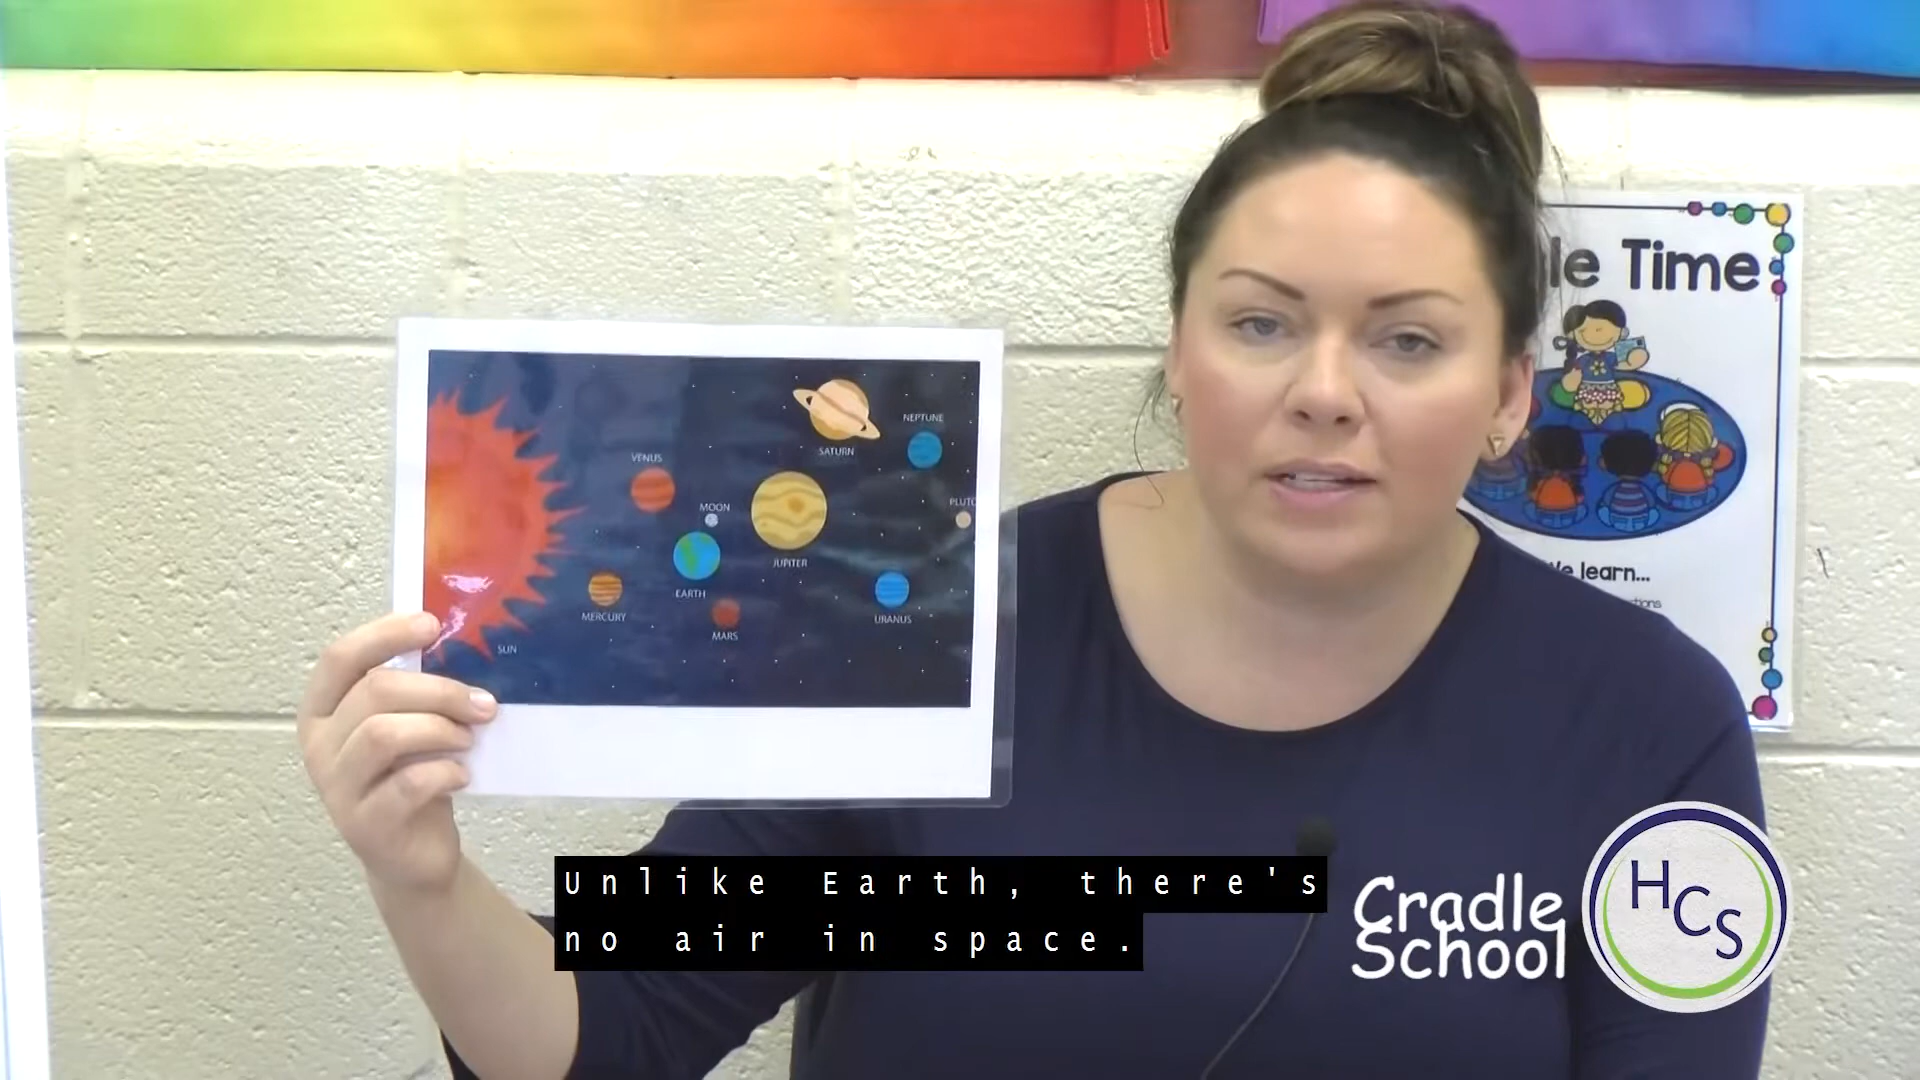 le Time
NEPTUNE
SATURN
VENUS
PLUTO
MOON
JUPITER
We learn...
EARTH
MERCURY
URANUS
MARS
SUN
Unlike Earth, there's
no air in space.
Cradle
School
HCS